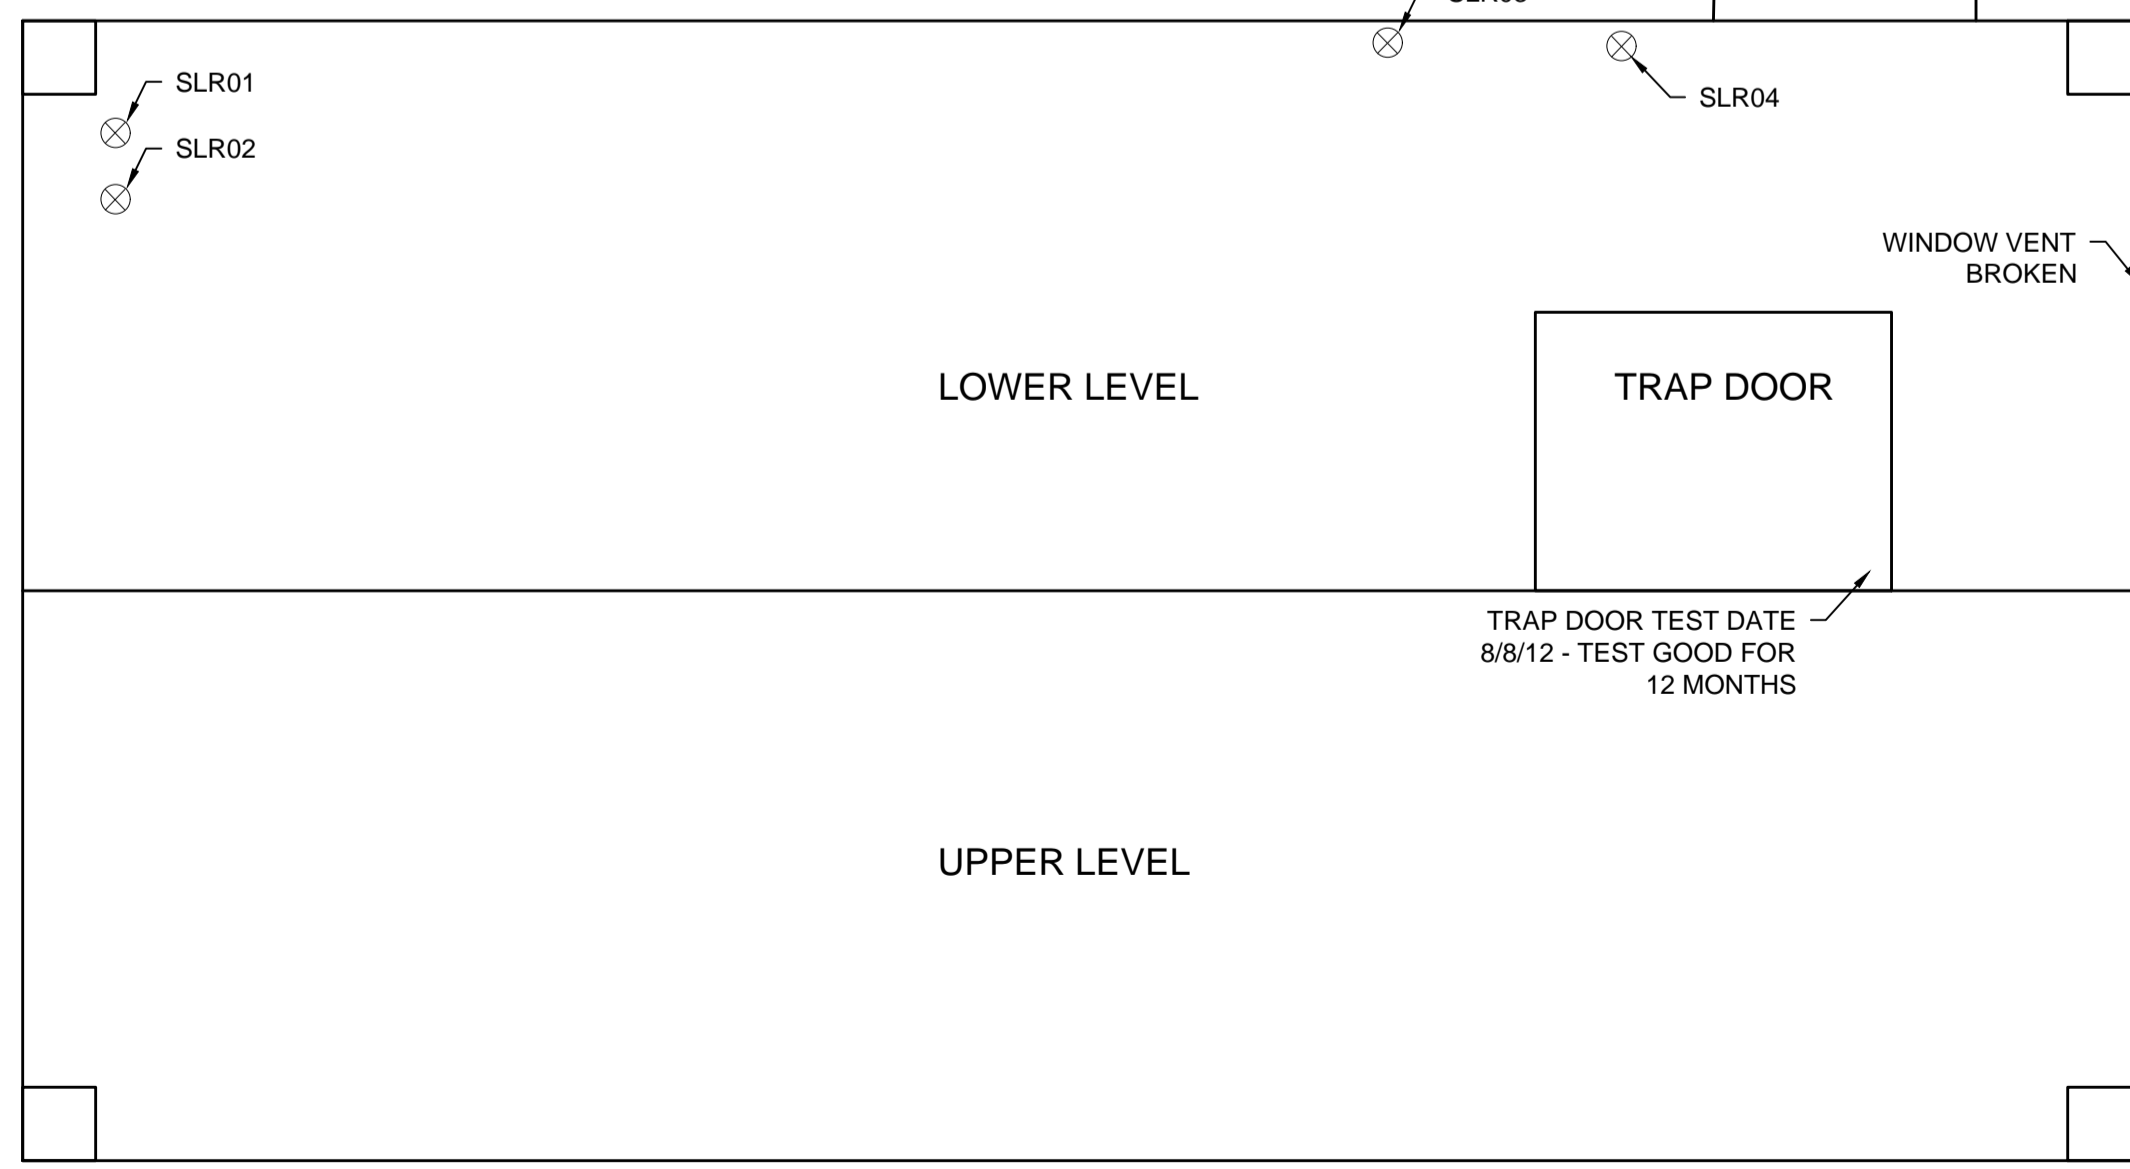 SLR01
SLR04
SLR02
WINDOW VENT
BROKEN
LOWER LEVEL
TRAP DOOR
TRAP DOOR TEST DATE
8/8/12 - TEST GOOD FOR
12 MONTHS
UPPER LEVEL